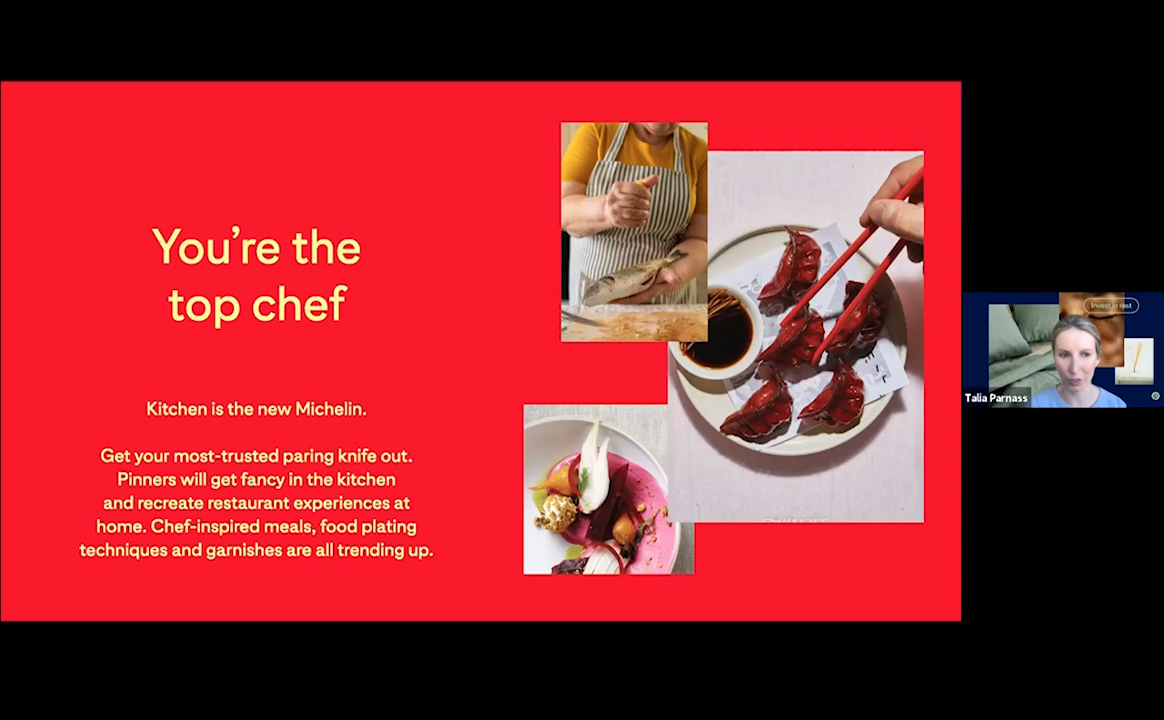 You're the
top chef
Kitchen is the new Michelin.
Get your most-trusted paring knife out.
Pinners will get fancy in the kitchen
and recreate restaurant experiences at
home. Chef-inspired meals, food plating
techniques and garnishes are all trending up.
Invest in rest
Talia Parnass